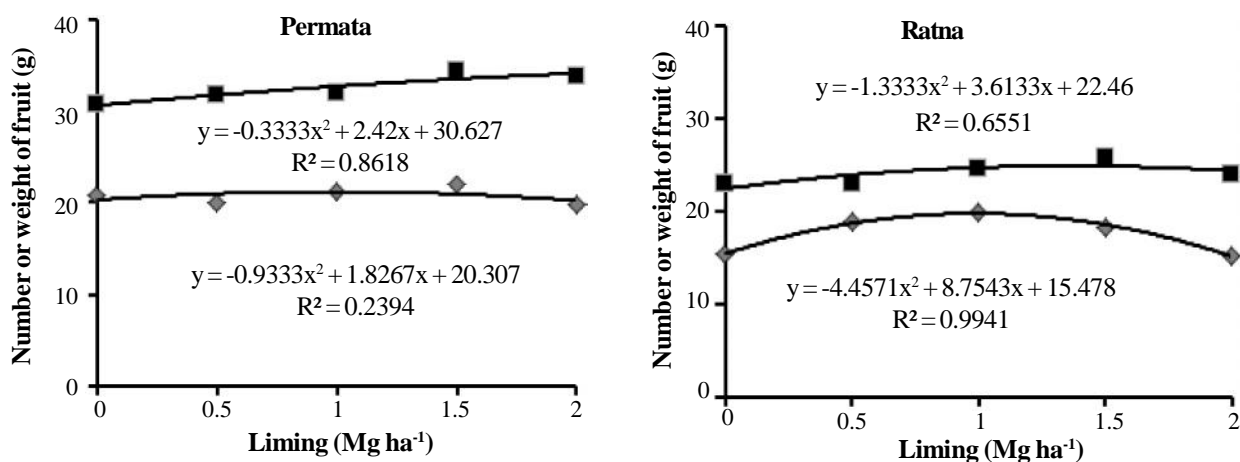 Permata
Number or weight of fruit (g)
40
30
20
10
0
y = -0.3333x² + 2.42x + 30.627
R² = 0.8618
y = -0.9333x² + 1.8267x + 20.307
R² = 0.2394
0 0.5 1 1.5 2
Liming (Mg ha⁻¹)
Ratna
Number or weight of fruit (g)
40
30
20
10
0
y = -1.3333x² + 3.6133x + 22.46
R² = 0.6551
y = -4.4571x² + 8.7543x + 15.478
R² = 0.9941
0 0.5 1 1.5 2
Liming (Mg ha⁻¹)